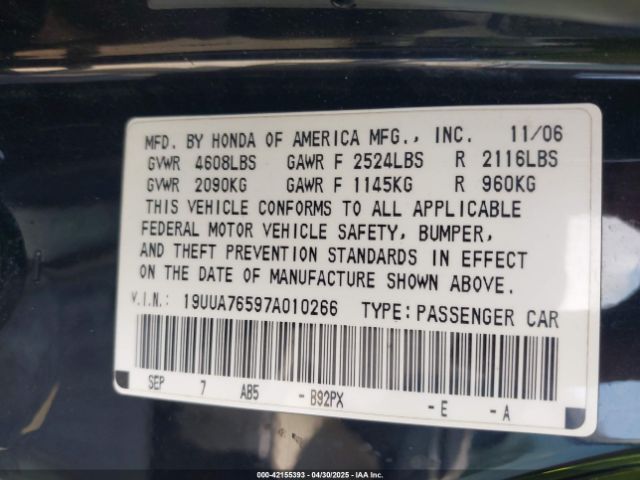 MFD. BY HONDA OF AMERICA MFG., INC. 11/06
GVWR 4608LBS GAWR F 2524LBS R 2116LBS
GVWR 2090KG GAWR F 1145KG R 960KG
THIS VEHICLE CONFORMS TO ALL APPLICABLE
FEDERAL MOTOR VEHICLE SAFETY, BUMPER,
AND THEFT PREVENTION STANDARDS IN EFFECT
ON THE DATE OF MANUFACTURE SHOWN ABOVE.
V.I.N.: 19UUA76597A010266 TYPE: PASSENGER CAR
SEP 7 AB5 - B92PX - E - A
000-42155393 - 04/30/2025 - IAA Inc.